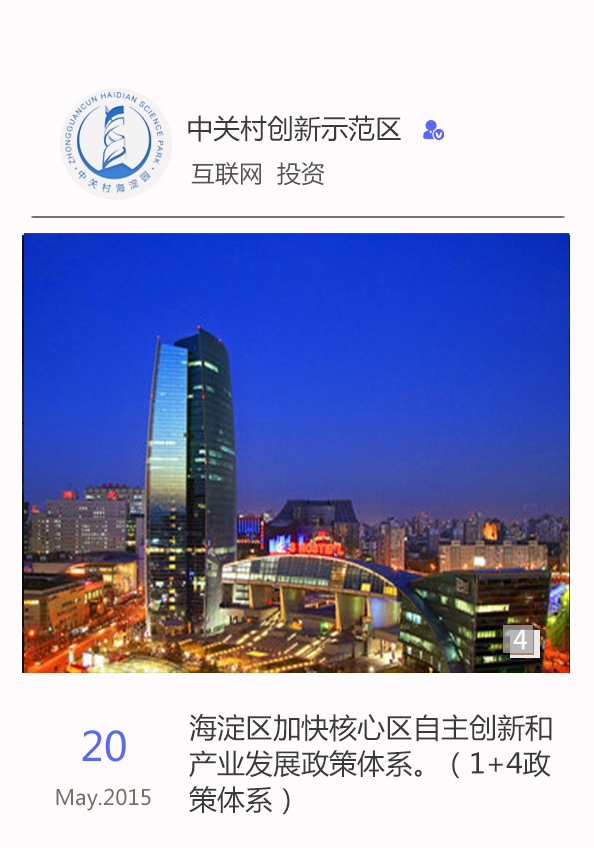 ZHONGGUANCUN HAIDIAN SCIENCE PARK
·中关村海淀园·
中关村创新示范区
互联网 投资
4
20
May.2015
海淀区加快核心区自主创新和
产业发展政策体系。（1+4政
策体系）